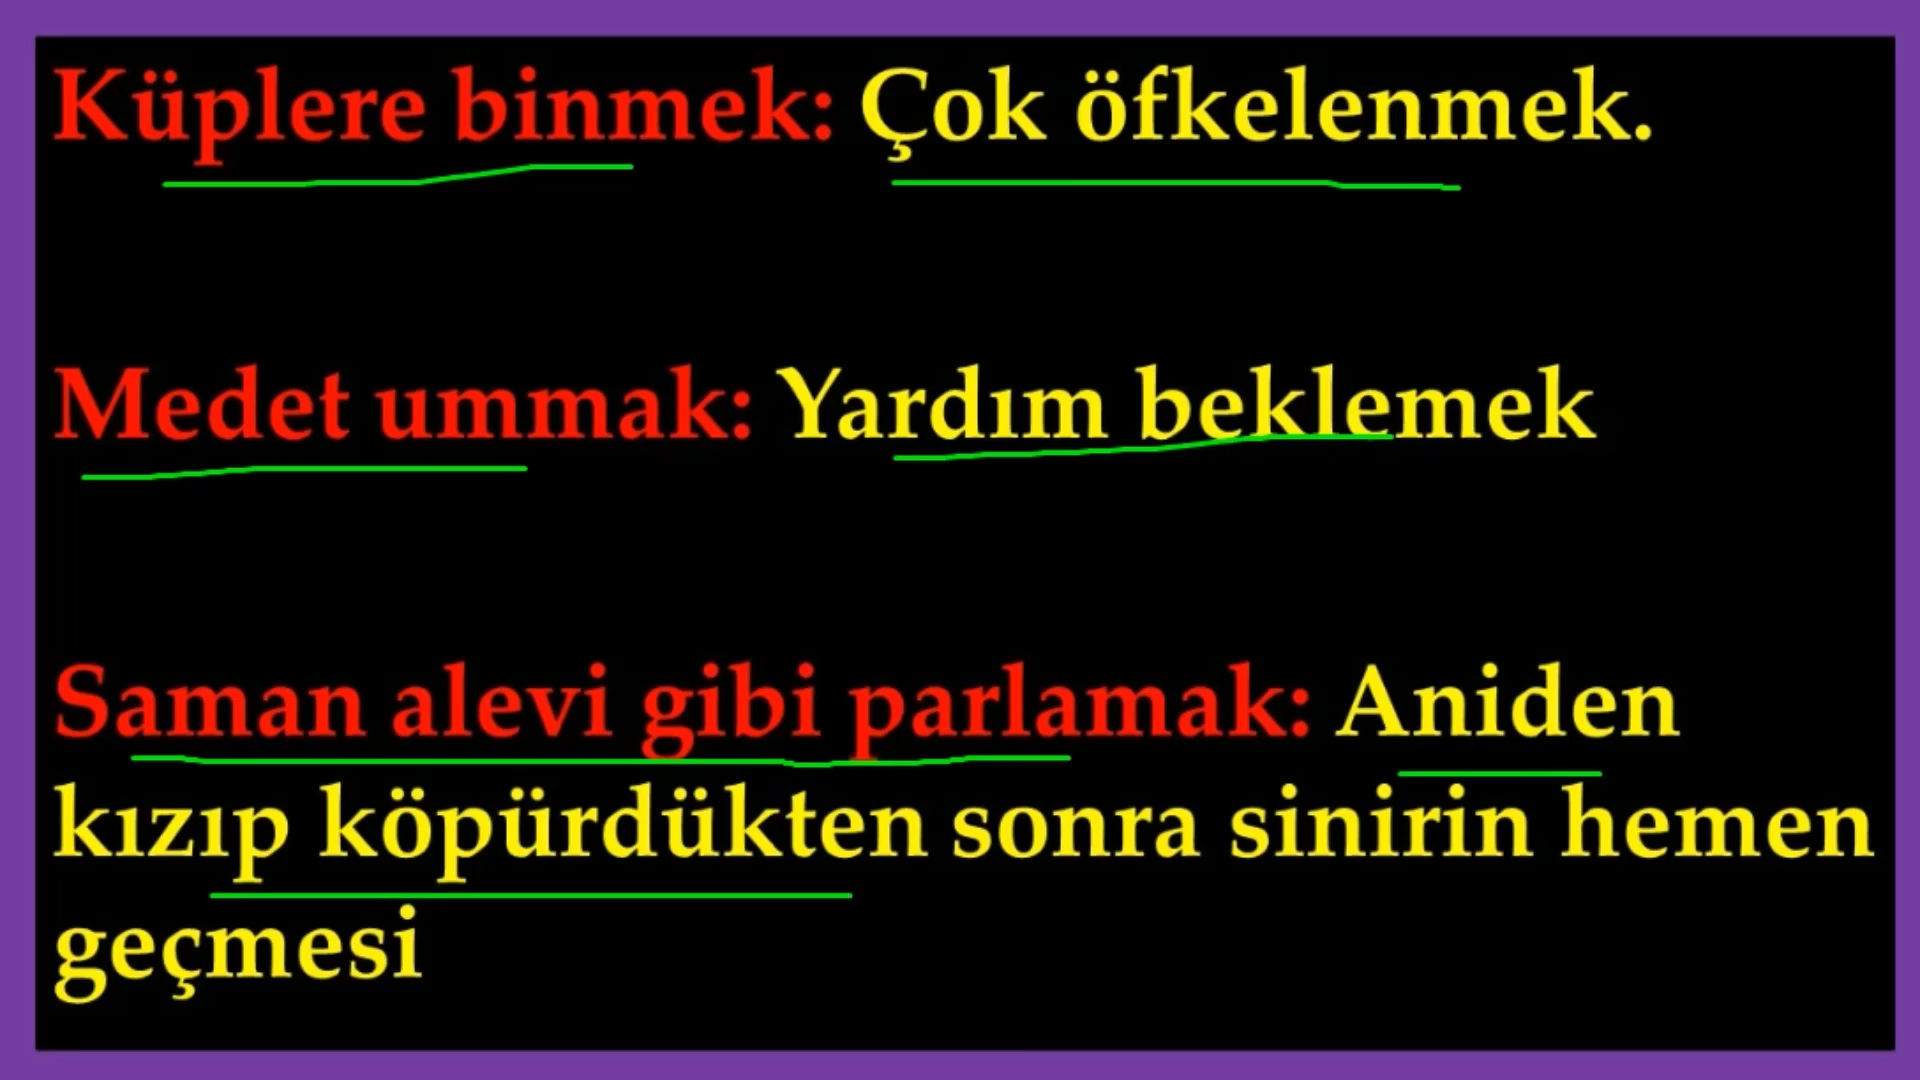 Küplere binmek: Çok öfkelenmek.
Medet ummak: Yardım beklemek
Saman alevi gibi parlamak: Aniden
kızıp köpürdükten sonra sinirin hemen
geçmesi